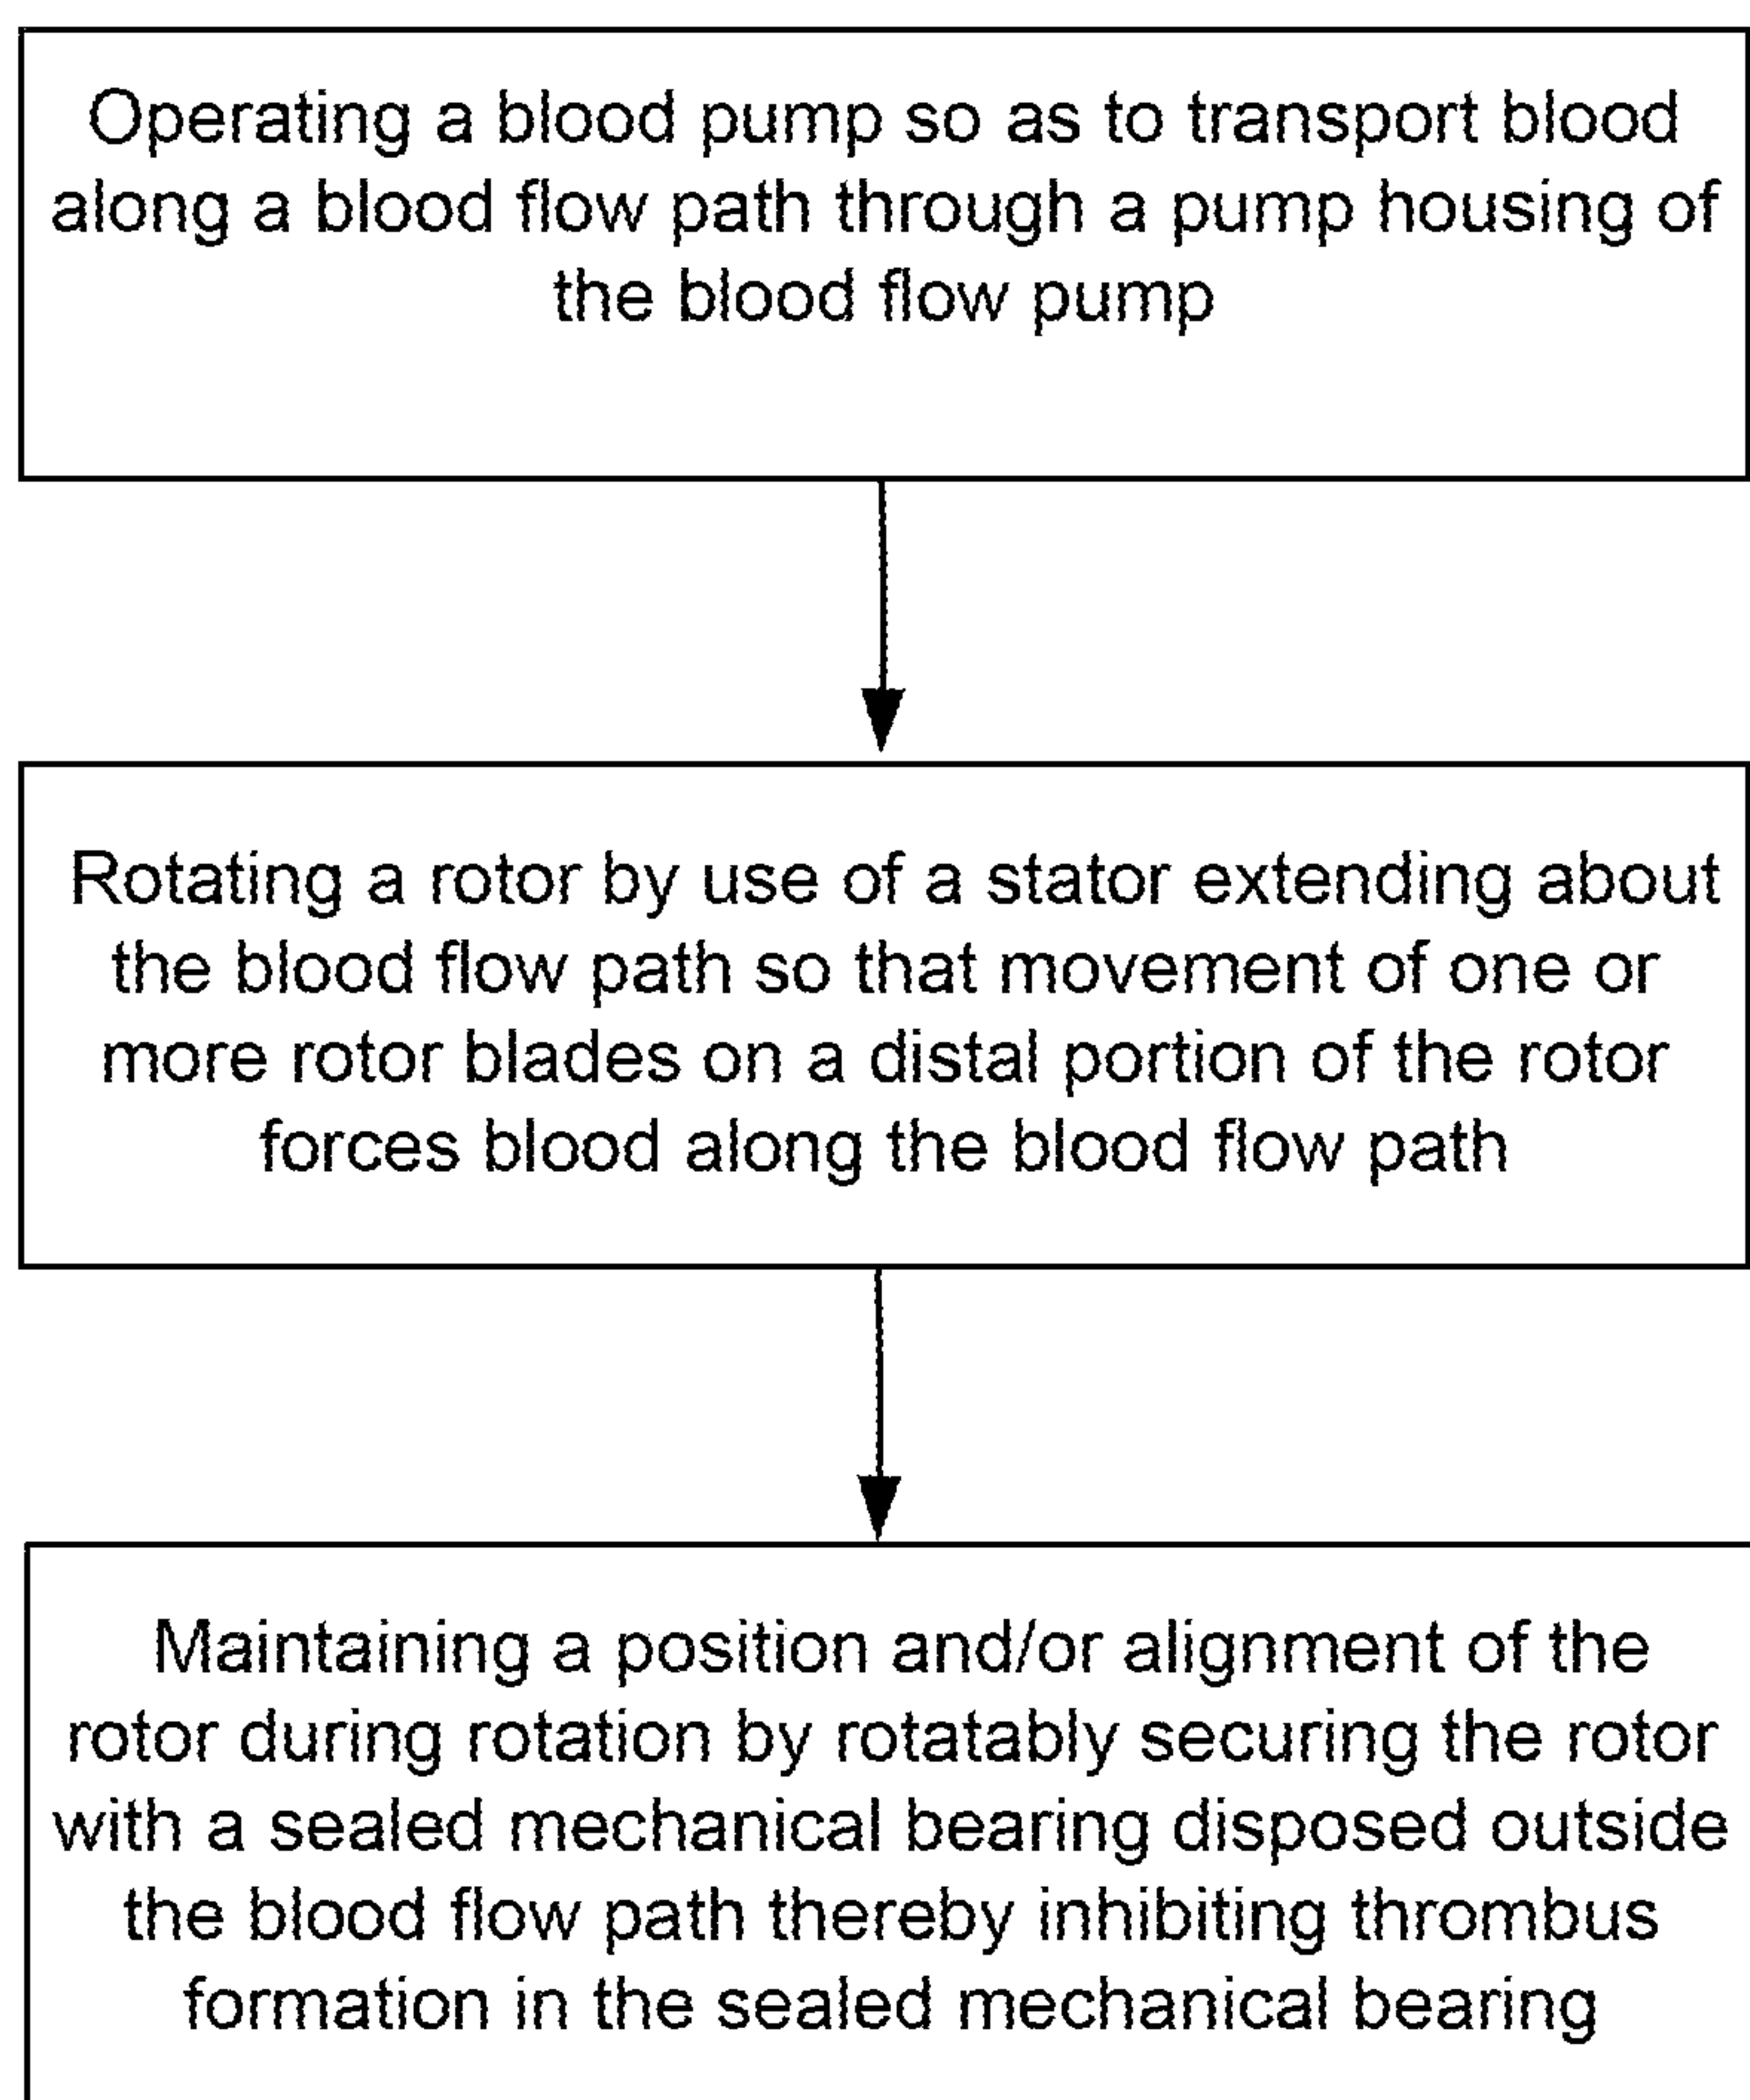 Operating a blood pump so as to transport blood
along a blood flow path through a pump housing of
the blood flow pump
Rotating a rotor by use of a stator extending about
the blood flow path so that movement of one or
more rotor blades on a distal portion of the rotor
forces blood along the blood flow path
Maintaining a position and/or alignment of the
rotor during rotation by rotatably securing the rotor
with a sealed mechanical bearing disposed outside
the blood flow path thereby inhibiting thrombus
formation in the sealed mechanical bearing